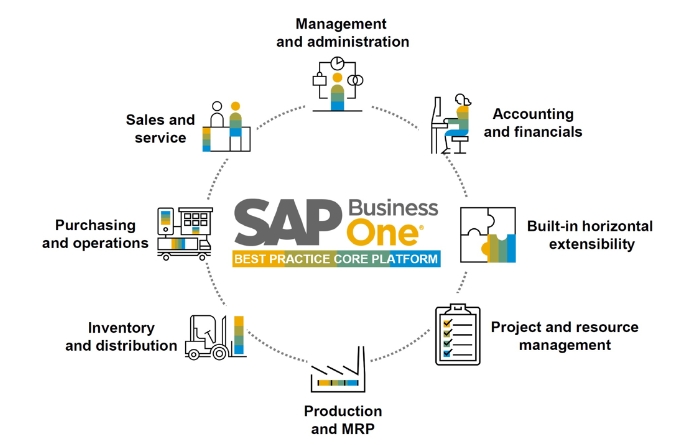 Management
and administration
Accounting
and financials
Built-in horizontal
extensibility
Project and resource
management
Production
and MRP
Inventory
and distribution
Purchasing
and operations
Sales and
service
SAP Business
One®
BEST PRACTICE CORE PLATFORM